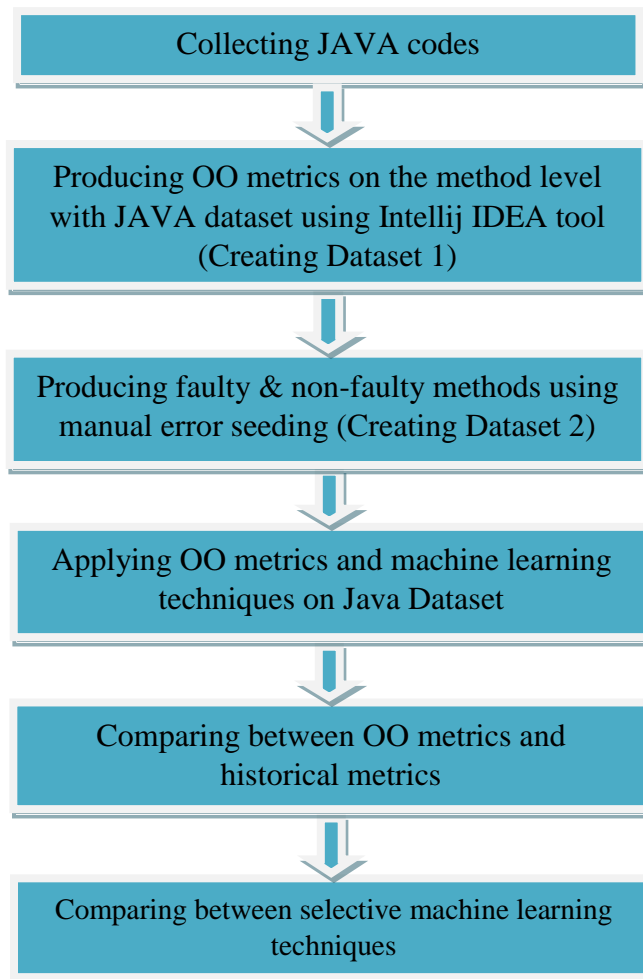 Collecting JAVA codes
Producing OO metrics on the method level
with JAVA dataset using Intellij IDEA tool
(Creating Dataset 1)
Producing faulty & non-faulty methods using
manual error seeding (Creating Dataset 2)
Applying OO metrics and machine learning
techniques on Java Dataset
Comparing between OO metrics and
historical metrics
Comparing between selective machine learning
techniques